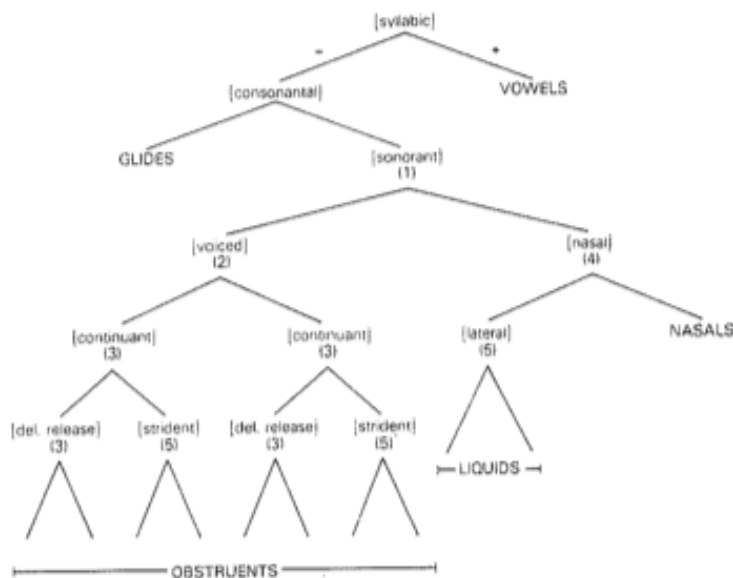 [syllabic]
- +
[consonantal] VOWELS
GLIDES [sonorant]
(1)
[voiced] [nasal]
(2) (4)
[continuant] [continuant] [lateral] NASALS
(3) (3) (5)
[del. release] [strident] [del. release] [strident]
(3) (5) (3) (5)
LIQUIDS
OBSTRUENTS